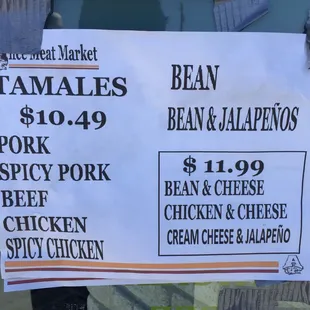 Meat Market
TAMALES
$10.49
PORK
SPICY PORK
BEEF
CHICKEN
SPICY CHICKEN
BEAN
BEAN & JALAPEÑOS
$ 11.99
BEAN & CHEESE
CHICKEN & CHEESE
CREAM CHEESE & JALAPEÑO